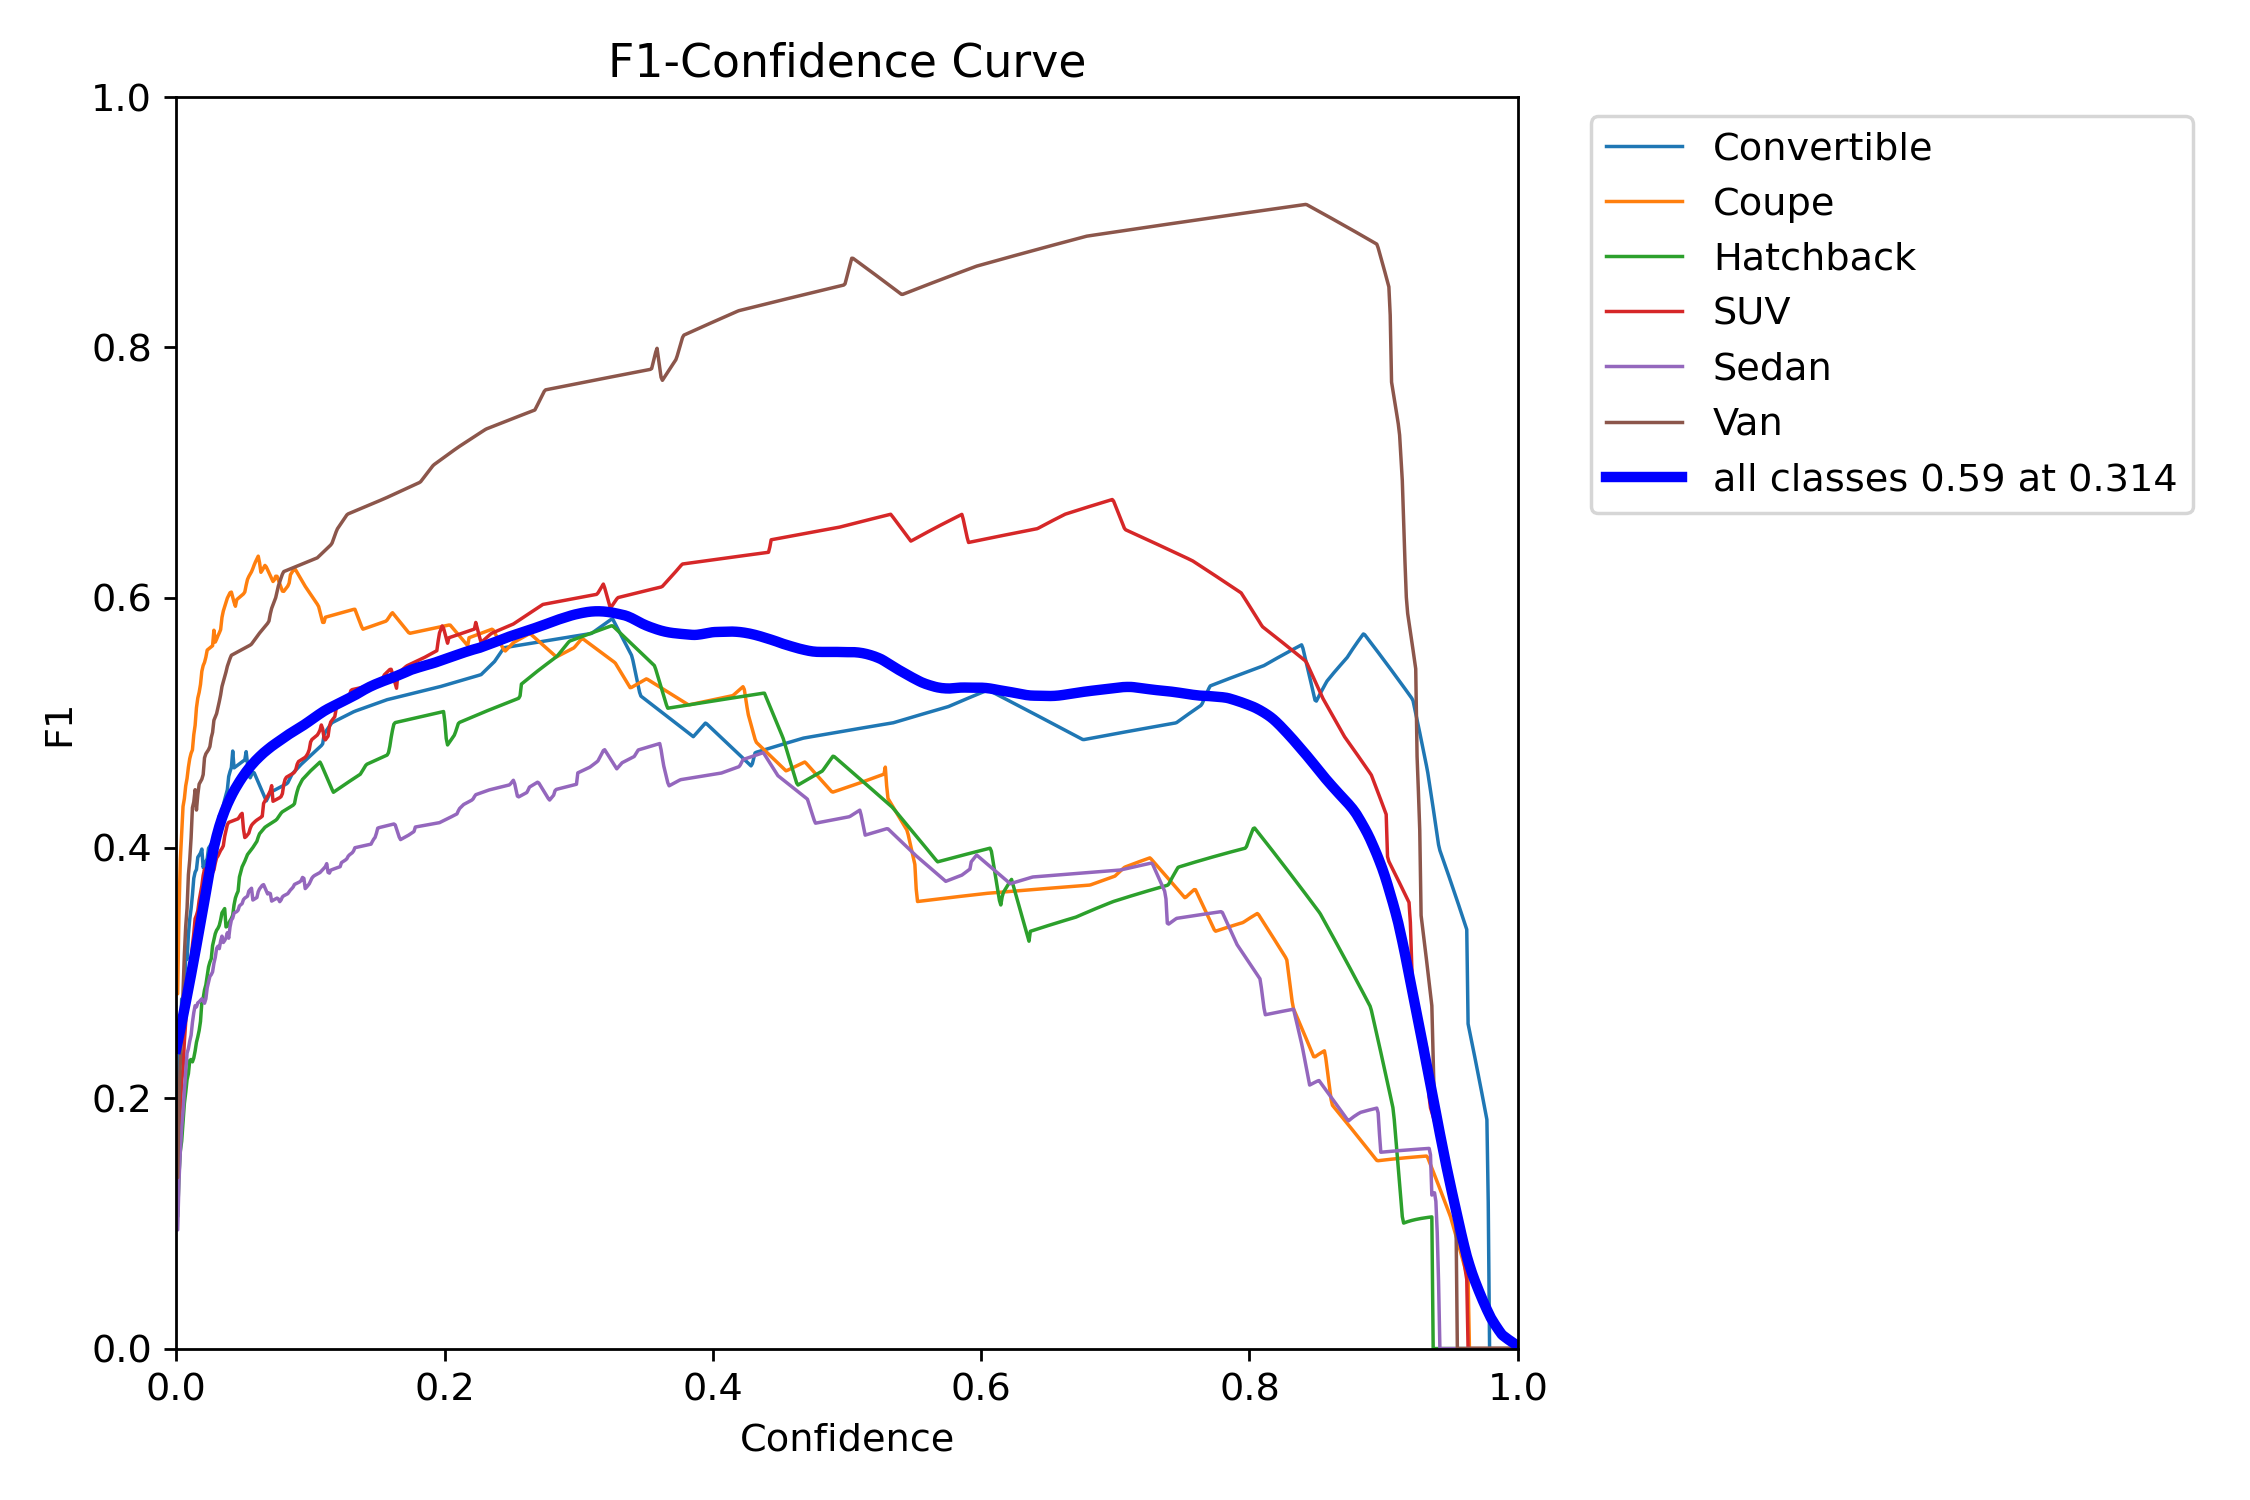 F1-Confidence Curve
1.0
0.8
0.6
0.4
0.2
0.0
F1
0.0 0.2 0.4 0.6 0.8 1.0
Confidence
Convertible
Coupe
Hatchback
SUV
Sedan
Van
all classes 0.59 at 0.314